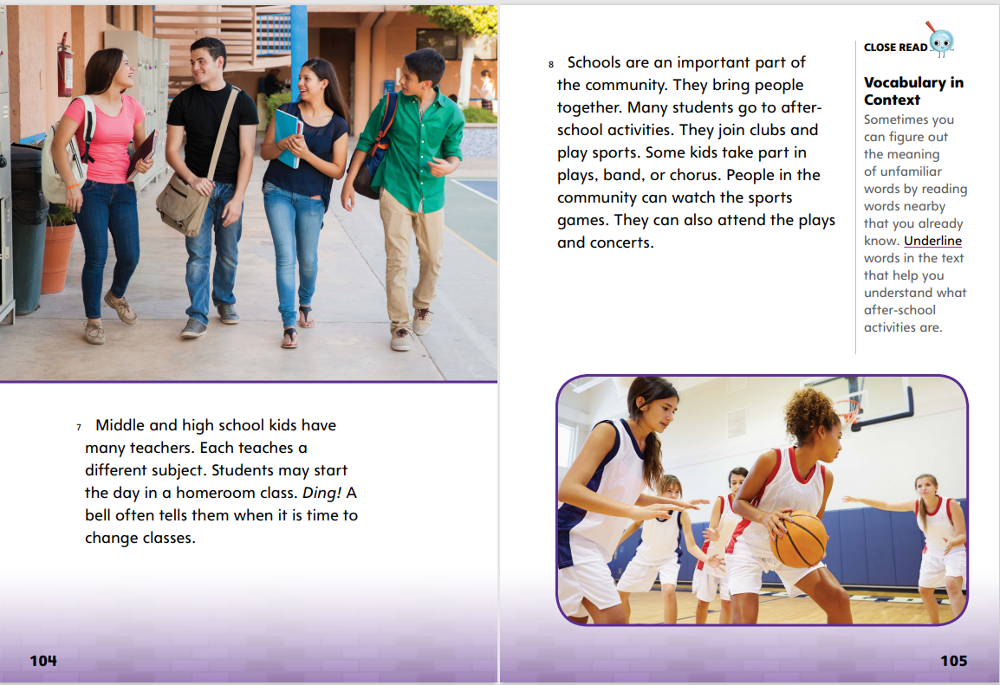 7 Middle and high school kids have
many teachers. Each teaches a
different subject. Students may start
the day in a homeroom class. Ding! A
bell often tells them when it is time to
change classes.
104
8 Schools are an important part of
the community. They bring people
together. Many students go to after-
school activities. They join clubs and
play sports. Some kids take part in
plays, band, or chorus. People in the
community can watch the sports
games. They can also attend the plays
and concerts.
CLOSE READ
Vocabulary in
Context
Sometimes you
can figure out
the meaning
of unfamiliar
words by reading
words nearby
that you already
know. Underline
words in the text
that help you
understand what
after-school
activities are.
105